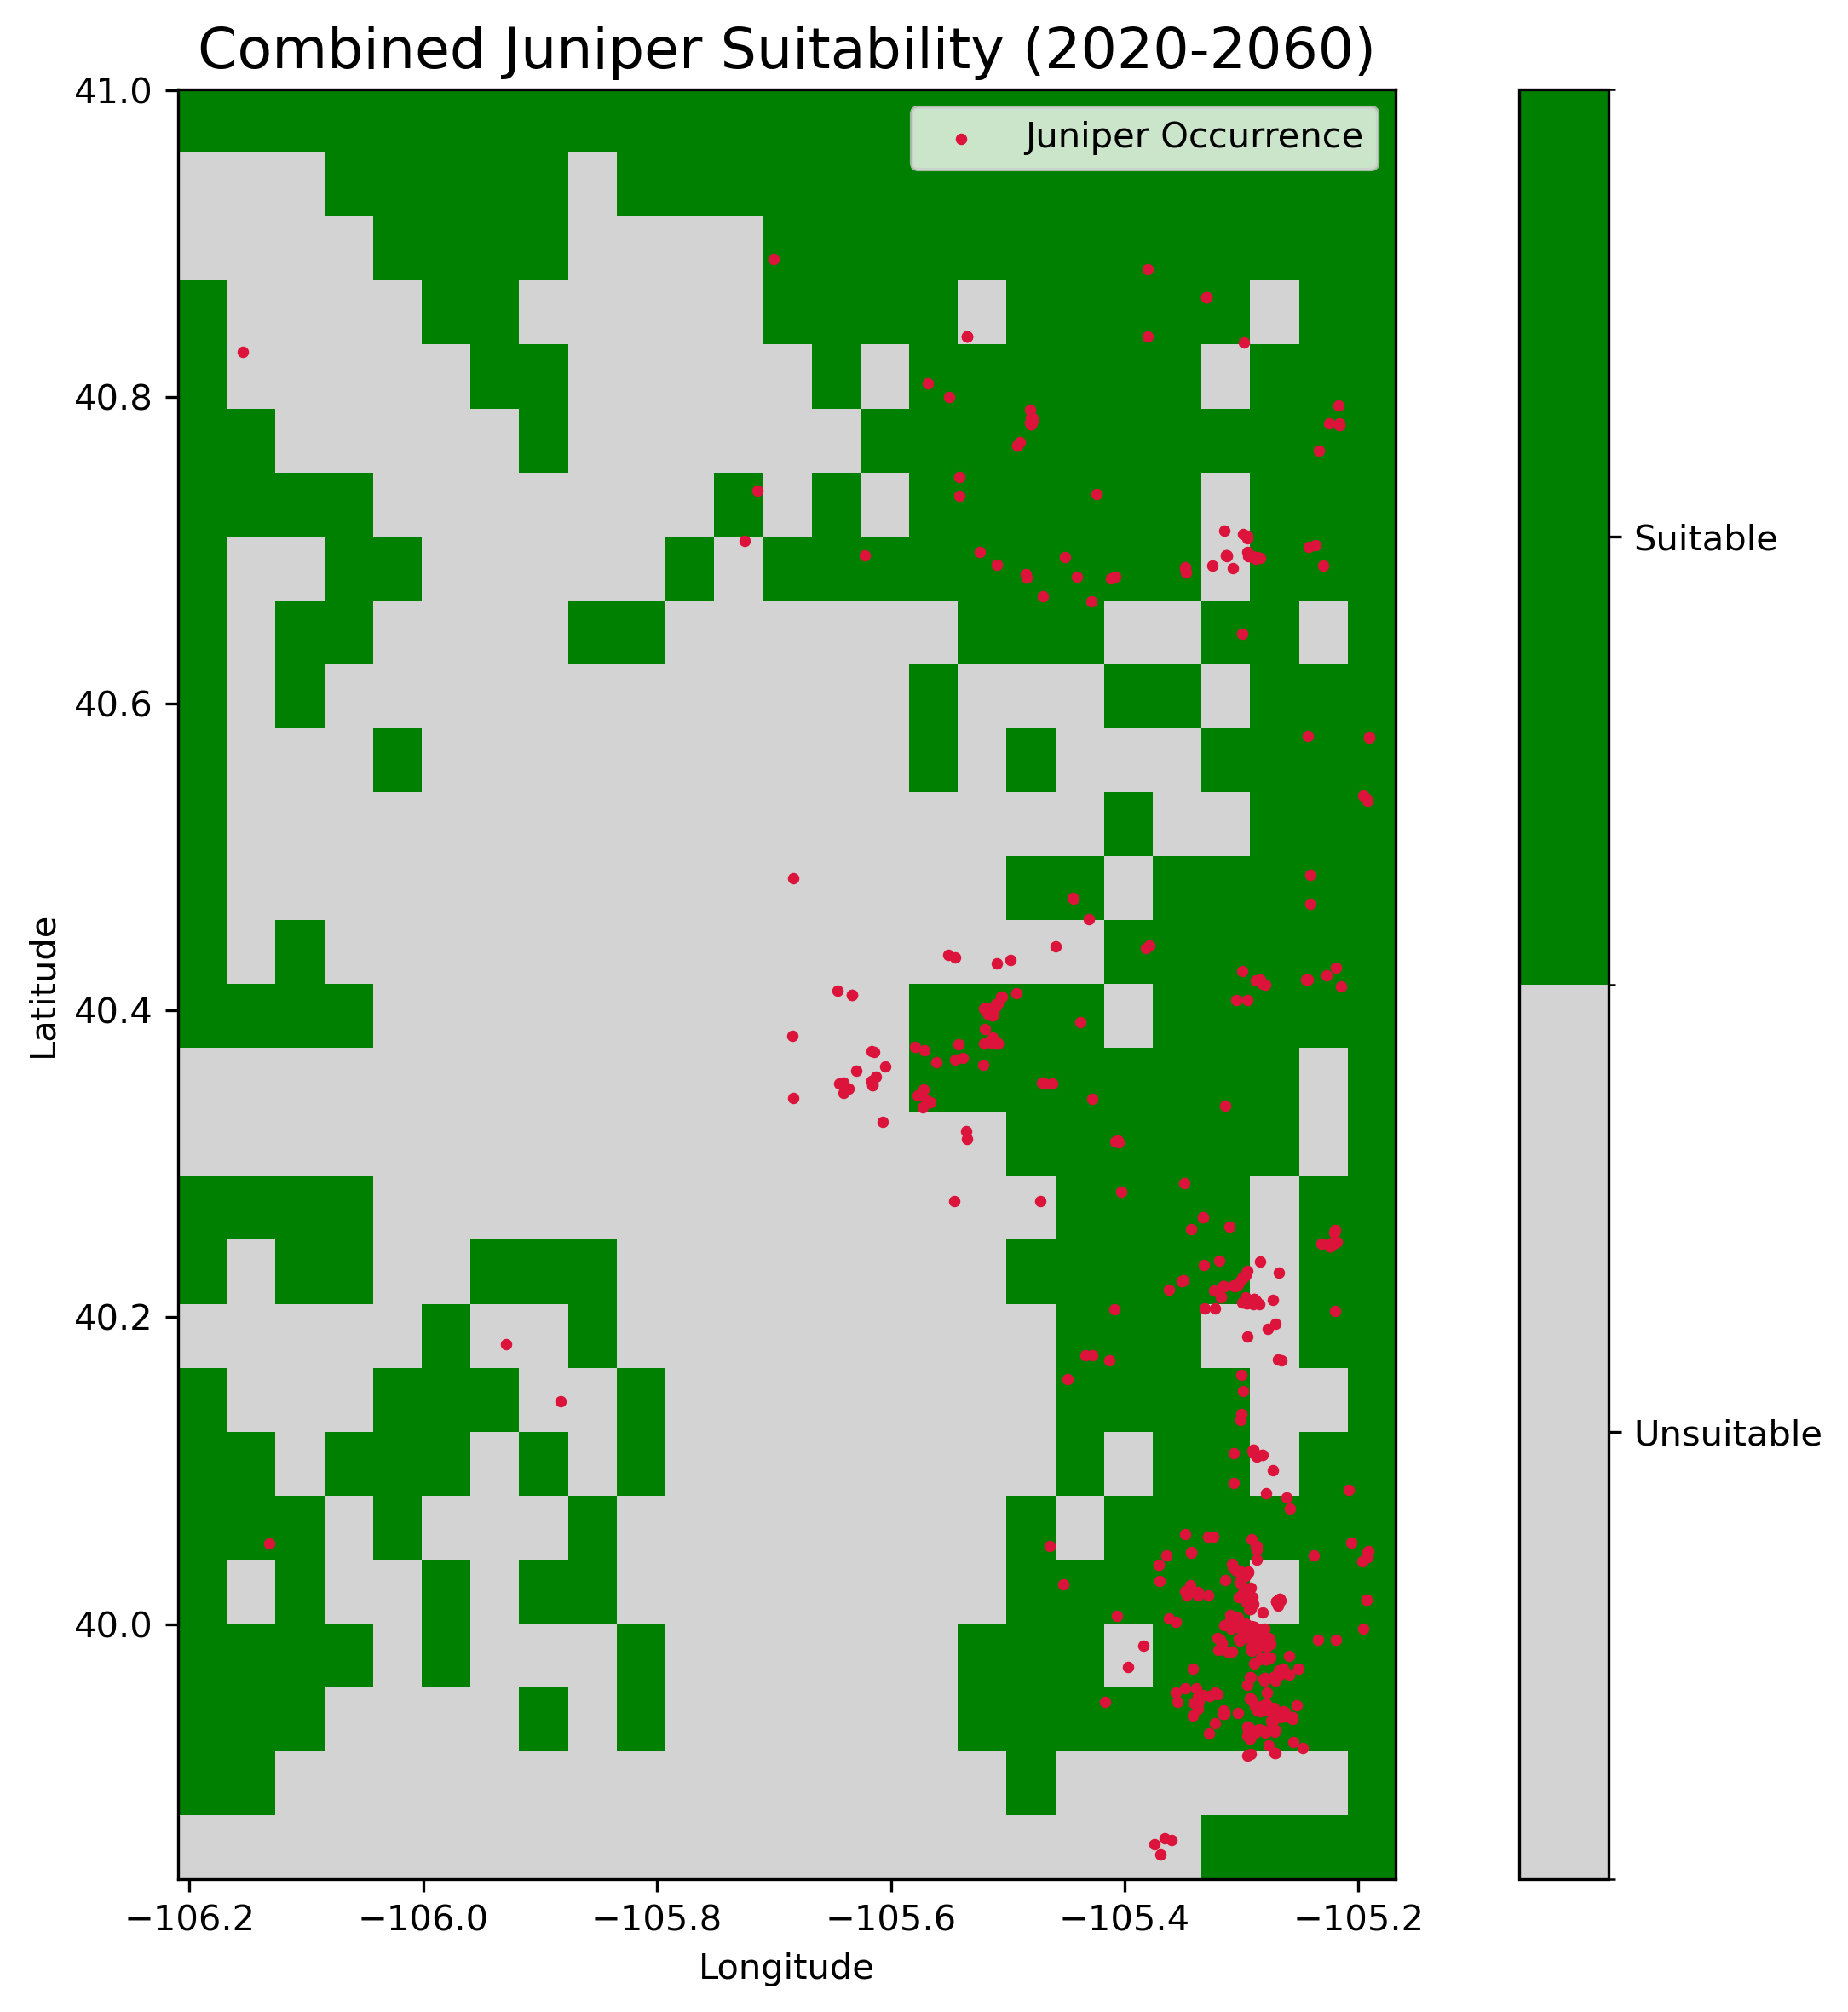 Combined Juniper Suitability (2020-2060)
Juniper Occurrence
41.0
40.8
40.6
40.4
40.2
40.0
Latitude
−106.2 −106.0 −105.8 −105.6 −105.4 −105.2
Longitude
Suitable
Unsuitable